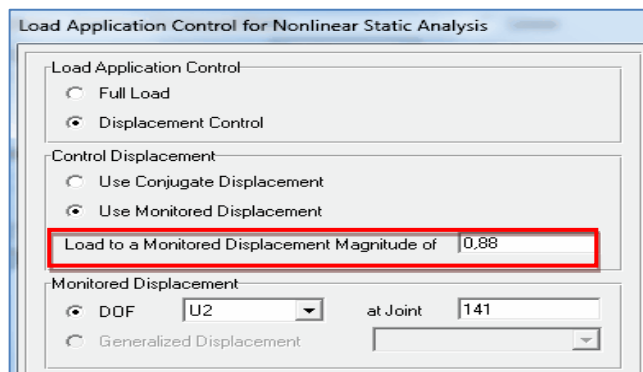 Load Application Control for Nonlinear Static Analysis
Load Application Control
Full Load
Displacement Control
Control Displacement
Use Conjugate Displacement
Use Monitored Displacement
Load to a Monitored Displacement Magnitude of 0,88
Monitored Displacement
DOF U2 at Joint 141
Generalized Displacement